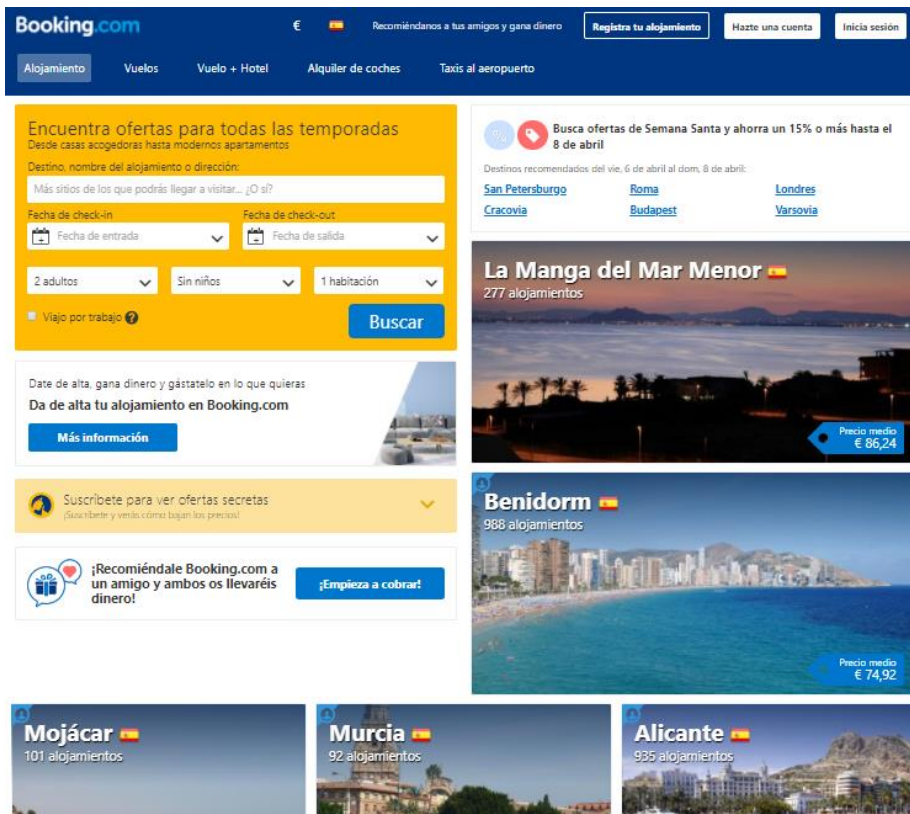 Booking.com
€
Recomiéndanos a tus amigos y gana dinero
Registra tu alojamiento
Hazte una cuenta
Inicia sesión
Alojamiento
Vuelos
Vuelo + Hotel
Alquiler de coches
Taxis al aeropuerto
Encuentra ofertas para todas las temporadas
Desde casas acogedoras hasta modernos apartamentos
Destino, nombre del alojamiento o dirección:
Más sitios de los que podrás llegar a visitar... ¿O sí?
Fecha de check-in
Fecha de check-out
Fecha de entrada
Fecha de salida
2 adultos
Sin niños
1 habitación
Viajo por trabajo
Buscar
Date de alta, gana dinero y gástatelo en lo que quieras
Da de alta tu alojamiento en Booking.com
Más información
Suscríbete para ver ofertas secretas
¡Suscríbete y verás cómo bajan los precios!
¡Recomiéndale Booking.com a
un amigo y ambos os llevaréis
dinero!
¡Empieza a cobrar!
Busca ofertas de Semana Santa y ahorra un 15% o más hasta el
8 de abril
Destinos recomendados del vie, 6 de abril al dom, 8 de abril:
San Petersburgo
Roma
Londres
Cracovia
Budapest
Varsovia
La Manga del Mar Menor
277 alojamientos
Precio medio
€ 86,24
Benidorm
988 alojamientos
Precio medio
€ 74,92
Mojácar
101 alojamientos
Murcia
92 alojamientos
Alicante
935 alojamientos